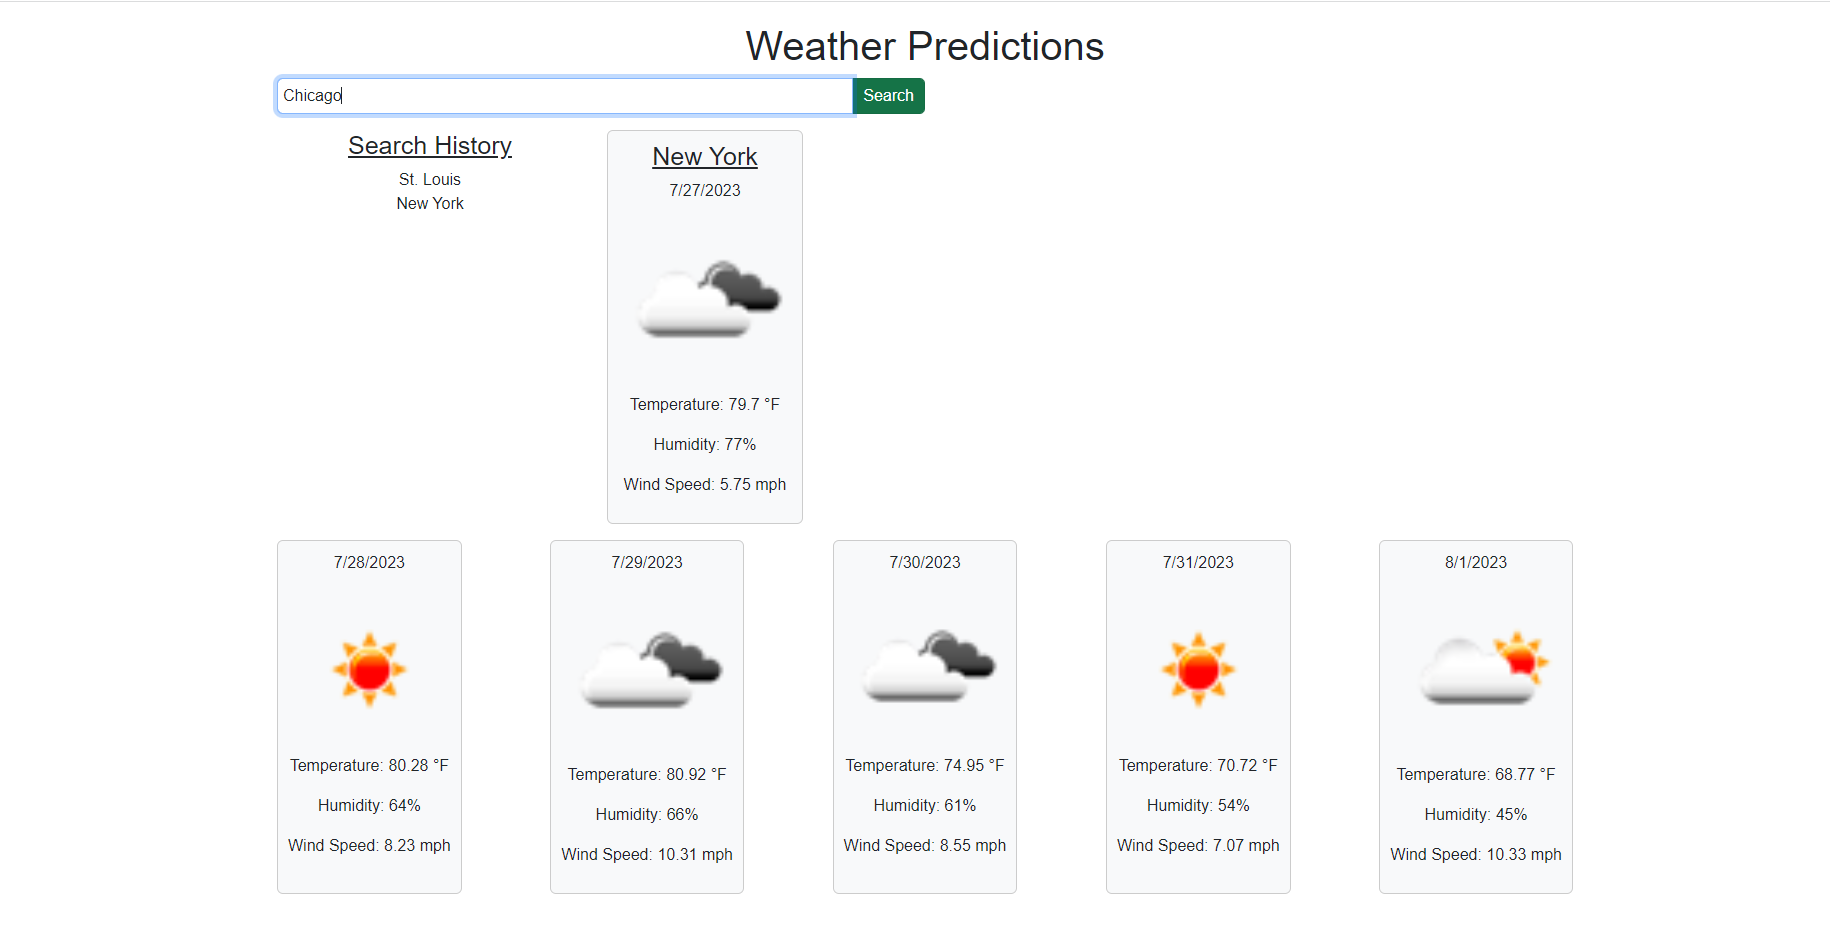 Weather Predictions
Chicago
Search
Search History
St. Louis
New York
New York
7/27/2023
Temperature: 79.7 °F
Humidity: 77%
Wind Speed: 5.75 mph
7/28/2023
Temperature: 80.28 °F
Humidity: 64%
Wind Speed: 8.23 mph
7/29/2023
Temperature: 80.92 °F
Humidity: 66%
Wind Speed: 10.31 mph
7/30/2023
Temperature: 74.95 °F
Humidity: 61%
Wind Speed: 8.55 mph
7/31/2023
Temperature: 70.72 °F
Humidity: 54%
Wind Speed: 7.07 mph
8/1/2023
Temperature: 68.77 °F
Humidity: 45%
Wind Speed: 10.33 mph